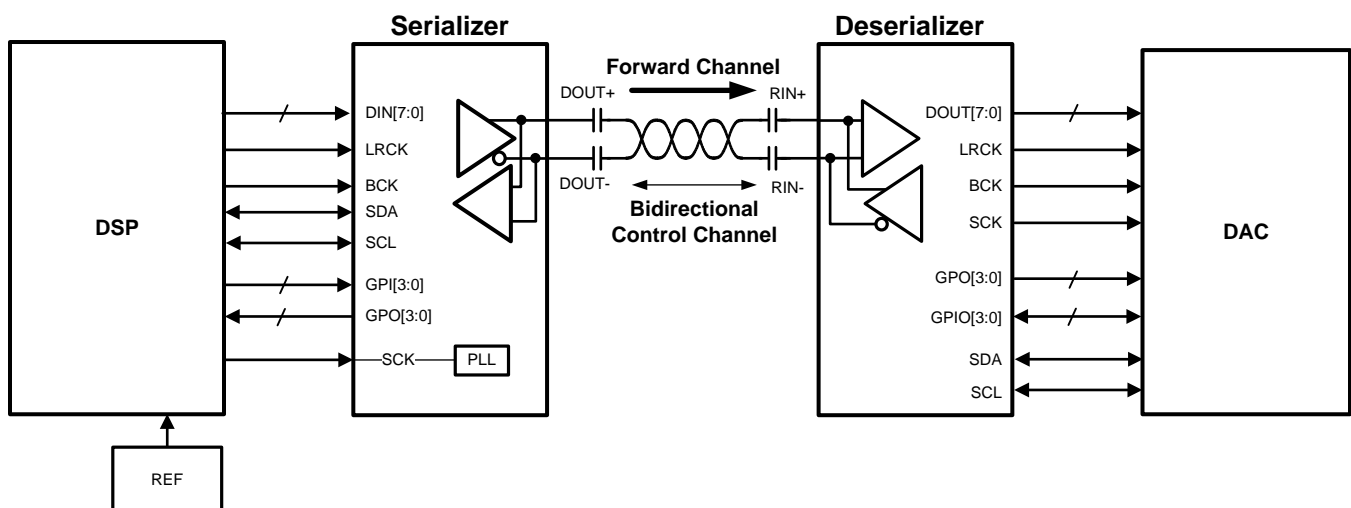 Serializer
Deserializer
DSP
REF
DIN[7:0]
LRCK
BCK
SDA
SCL
GPI[3:0]
GPO[3:0]
SCK
PLL
DOUT+
DOUT-
Forward Channel
Bidirectional
Control Channel
RIN+
RIN-
DOUT[7:0]
LRCK
BCK
SCK
GPO[3:0]
GPIO[3:0]
SDA
SCL
DAC